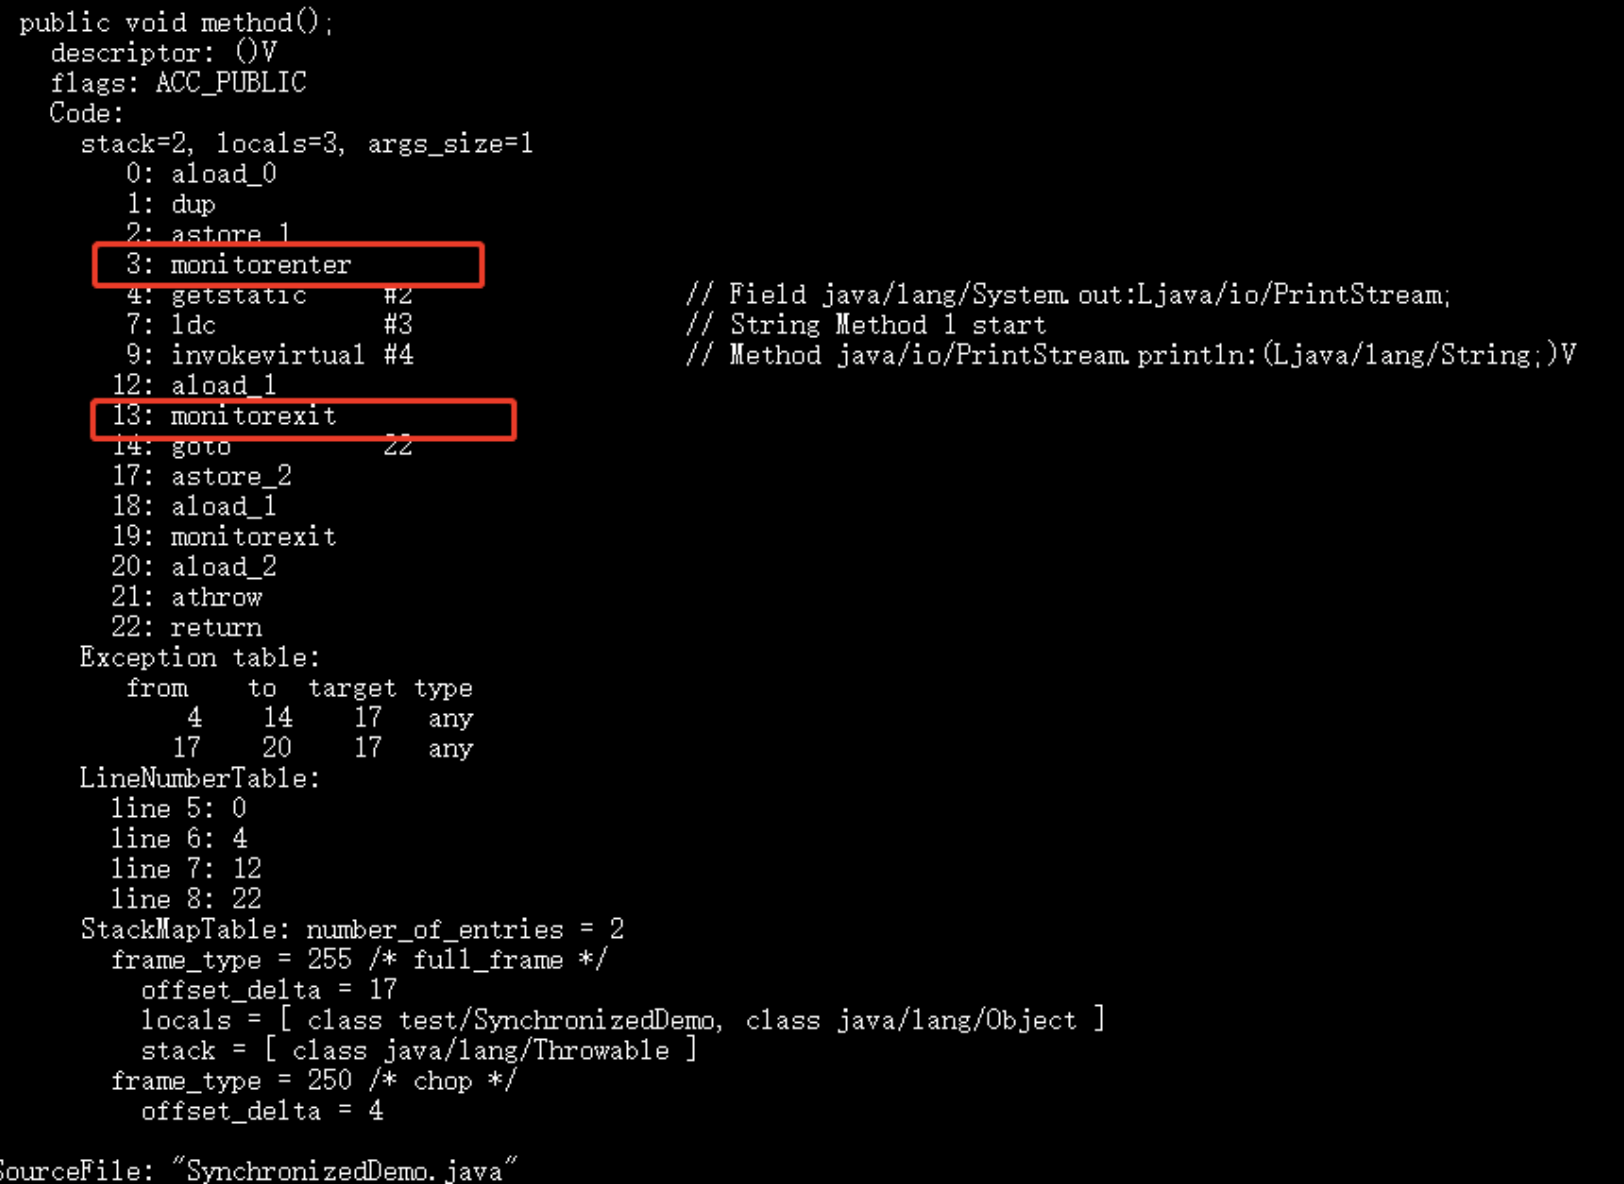 public void method();
descriptor: ()V
flags: ACC_PUBLIC
Code:
stack=2, locals=3, args_size=1
0: aload_0
1: dup
2: astore_1
3: monitorenter
4: getstatic #2 // Field java/lang/System.out:Ljava/io/PrintStream;
7: ldc #3 // String Method 1 start
9: invokevirtual #4 // Method java/io/PrintStream.println:(Ljava/lang/String;)V
12: aload_1
13: monitorexit
14: goto 22
17: astore_2
18: aload_1
19: monitorexit
20: aload_2
21: athrow
22: return
Exception table:
from to target type
4 14 17 any
17 20 17 any
LineNumberTable:
line 5: 0
line 6: 4
line 7: 12
line 8: 22
StackMapTable: number_of_entries = 2
frame_type = 255 /* full_frame */
offset_delta = 17
locals = [ class test/SynchronizedDemo, class java/lang/Object ]
stack = [ class java/lang/Throwable ]
frame_type = 250 /* chop */
offset_delta = 4
SourceFile: "SynchronizedDemo.java"